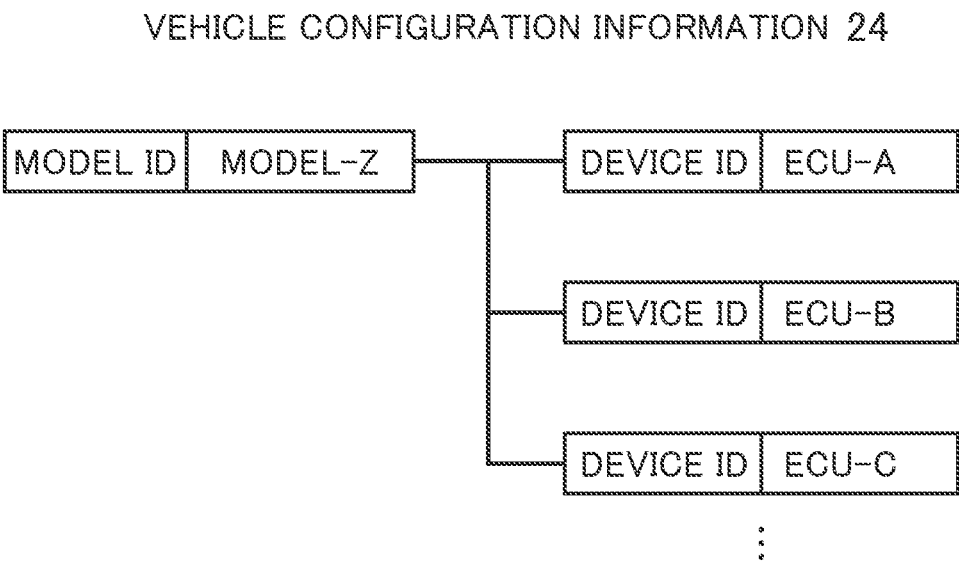 VEHICLE CONFIGURATION INFORMATION 24
MODEL ID MODEL-Z
DEVICE ID ECU-A
DEVICE ID ECU-B
DEVICE ID ECU-C
⋮